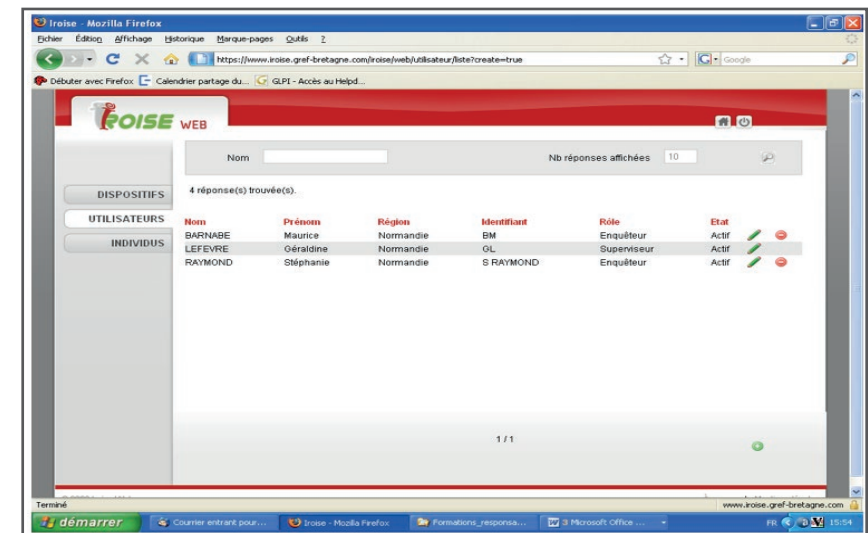 Iroise - Mozilla Firefox
Fichier Édition Affichage Historique Marque-pages Outils ?
https://www.iroise.gref-bretagne.com/iroise/web/utilisateur/liste?create=true
Google
Débuter avec Firefox Calendrier partage du... GLPI - Accès au Helpd...
IROISE WEB
Nom Nb réponses affichées 10
DISPOSITIFS
UTILISATEURS
INDIVIDUS
4 réponse(s) trouvée(s).
Nom Prénom Région Identifiant Rôle Etat
BARNABE Maurice Normandie BM Enquêteur Actif
LEFEVRE Géraldine Normandie GL Superviseur Actif
RAYMOND Stéphanie Normandie S RAYMOND Enquêteur Actif
1 / 1
Terminé www.iroise.gref-bretagne.com
démarrer Courrier entrant pour... Iroise - Mozilla Firefox Formations_responsa... 3 Microsoft Office ... FR 15:54